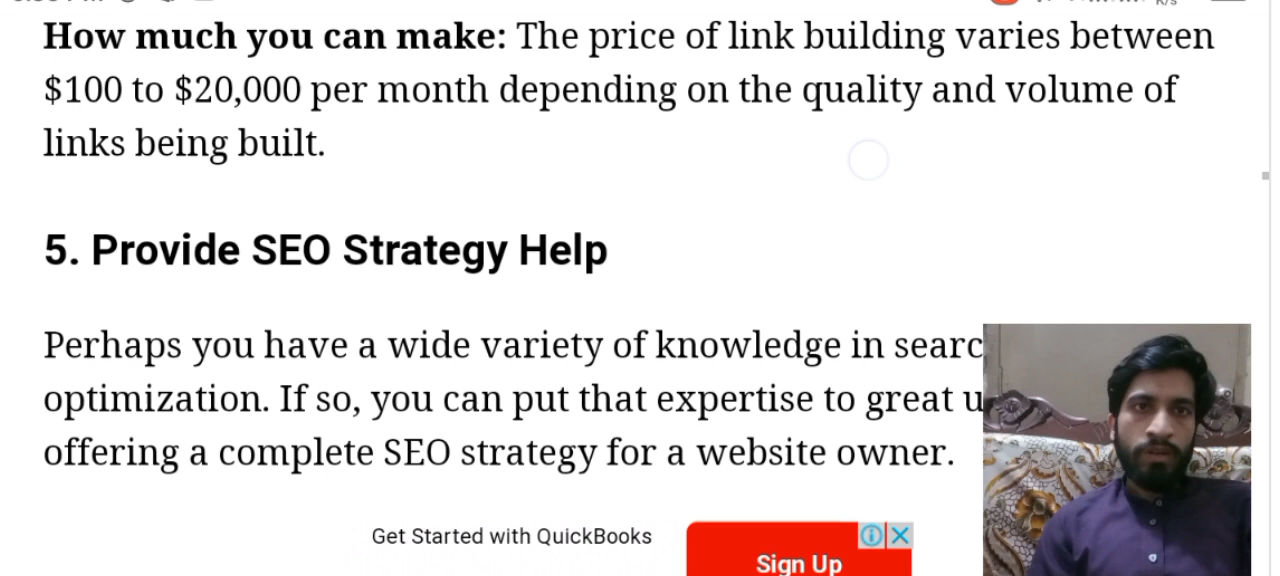 How much you can make: The price of link building varies between
$100 to $20,000 per month depending on the quality and volume of
links being built.
5. Provide SEO Strategy Help
Perhaps you have a wide variety of knowledge in searc
optimization. If so, you can put that expertise to great u
offering a complete SEO strategy for a website owner.
Get Started with QuickBooks
Sign Up